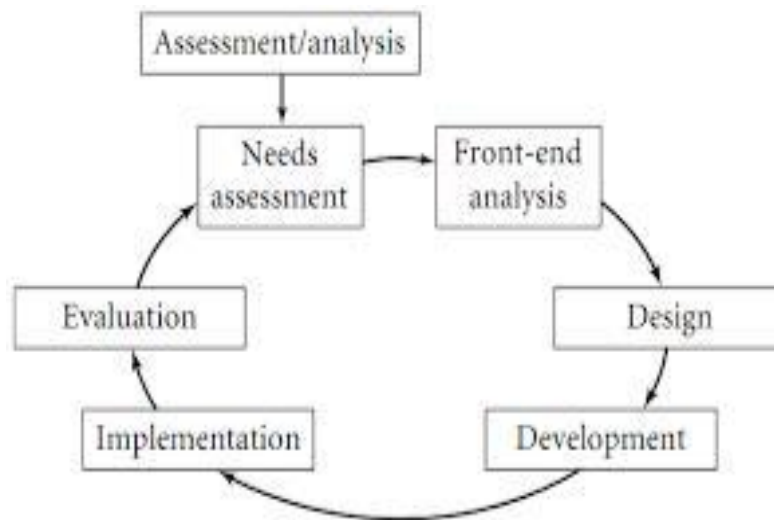 Assessment/analysis
Needs
assessment
Front-end
analysis
Evaluation
Design
Implementation
Development